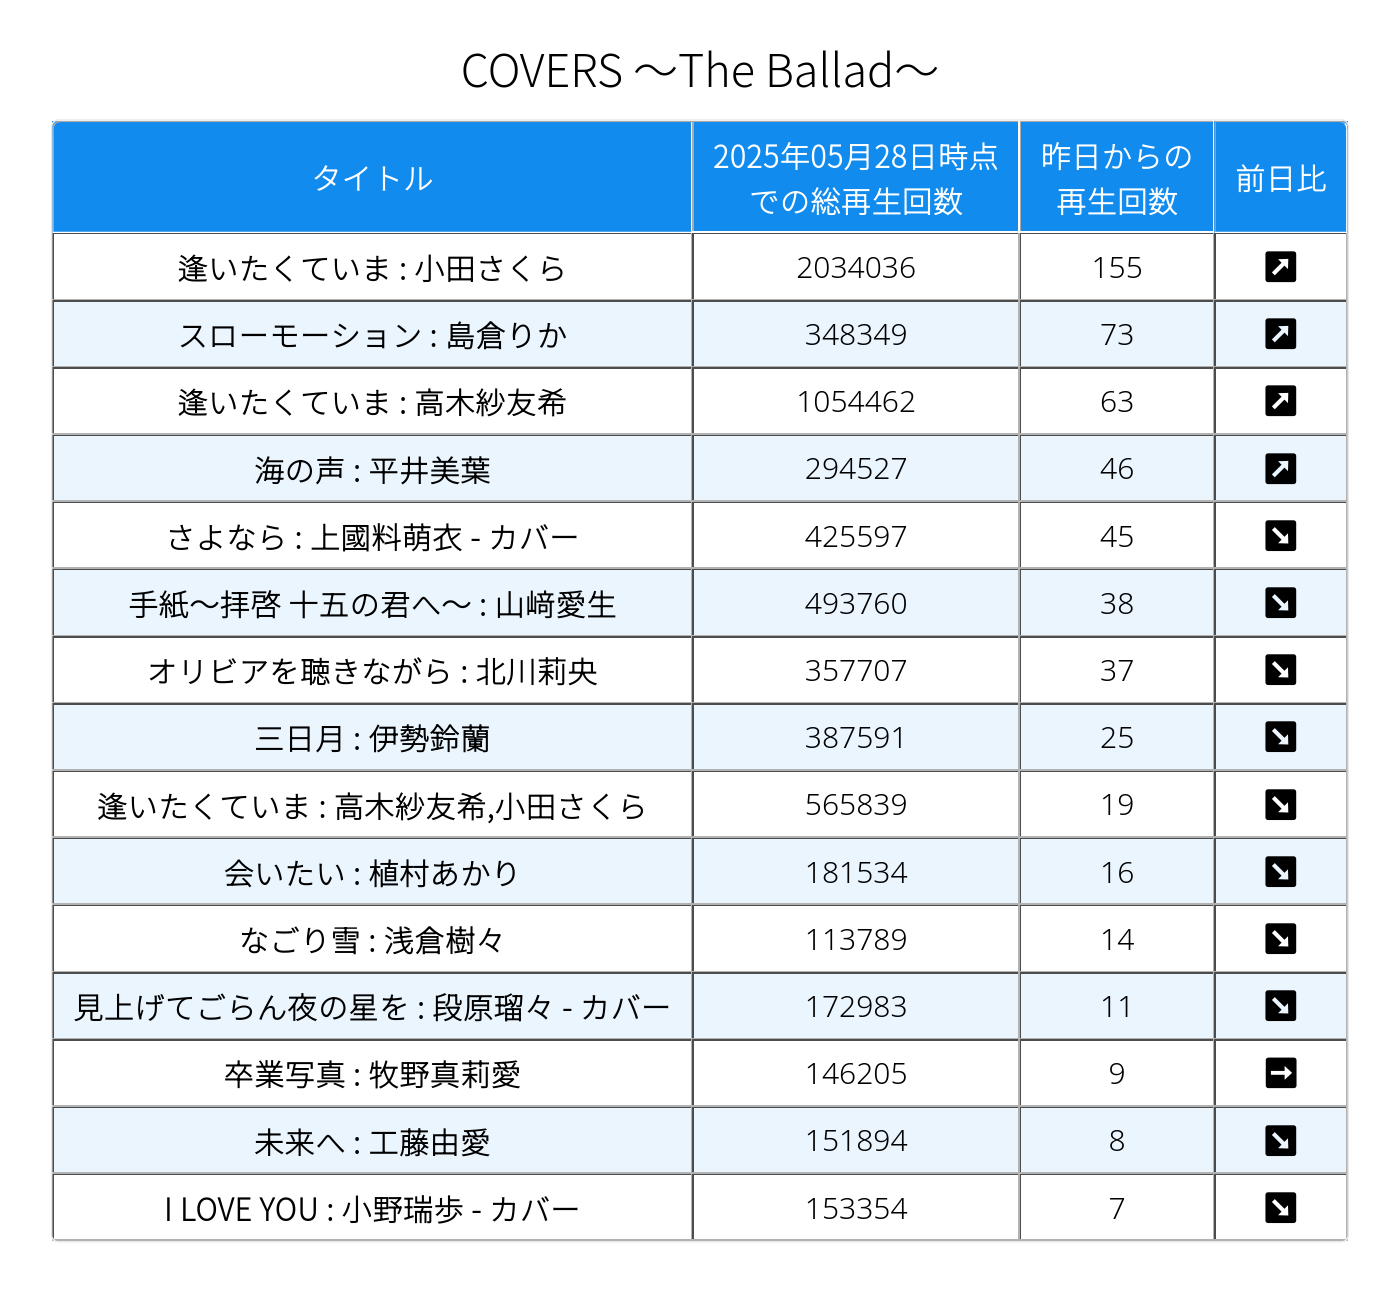 COVERS ～The Ballad～
タイトル
2025年05月28日時点
での総再生回数
昨日からの
再生回数
前日比
逢いたくていま : 小田さくら 2034036 155
スローモーション : 島倉りか 348349 73
逢いたくていま : 高木紗友希 1054462 63
海の声 : 平井美葉 294527 46
さよなら : 上國料萌衣 - カバー 425597 45
手紙～拝啓 十五の君へ～ : 山﨑愛生 493760 38
オリビアを聴きながら : 北川莉央 357707 37
三日月 : 伊勢鈴蘭 387591 25
逢いたくていま : 高木紗友希,小田さくら 565839 19
会いたい : 植村あかり 181534 16
なごり雪 : 浅倉樹々 113789 14
見上げてごらん夜の星を : 段原瑠々 - カバー 172983 11
卒業写真 : 牧野真莉愛 146205 9
未来へ : 工藤由愛 151894 8
I LOVE YOU : 小野瑞歩 - カバー 153354 7